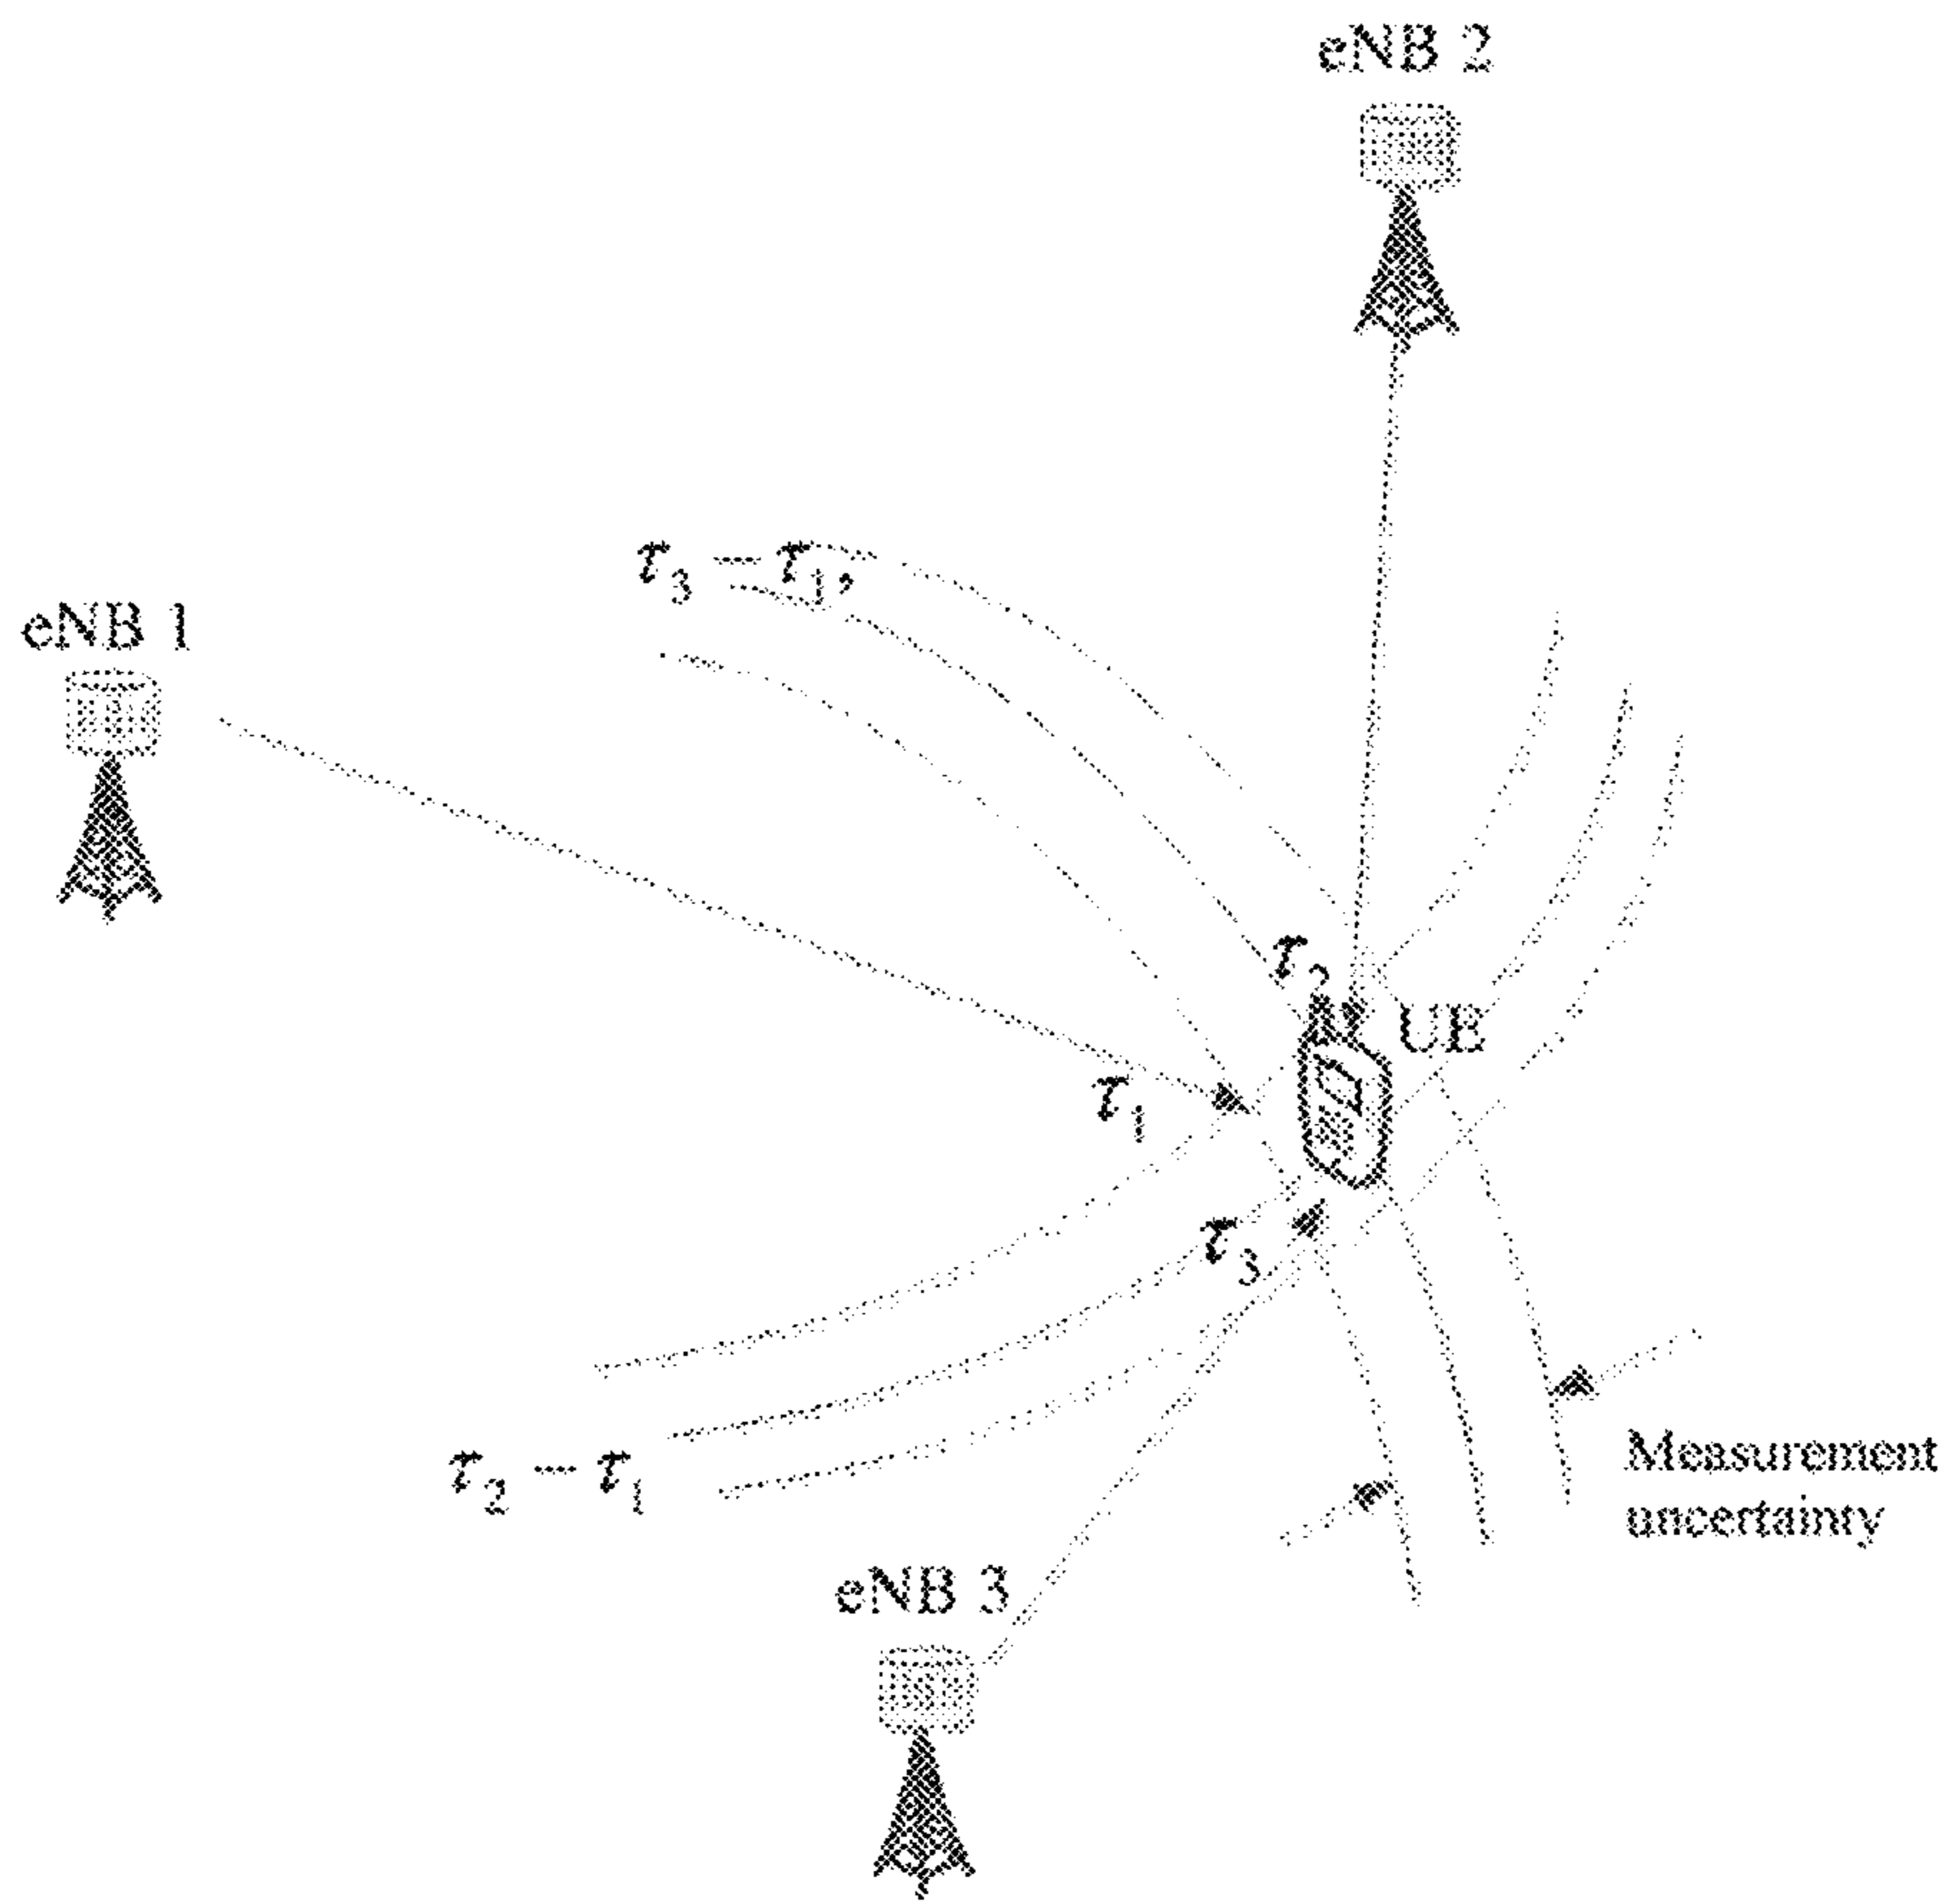 eNB 2
τ3 − τ1,
eNB 1
τ2
UE
τ1
τ3
Measurement
uncertainty
τ2 − τ1
eNB 3